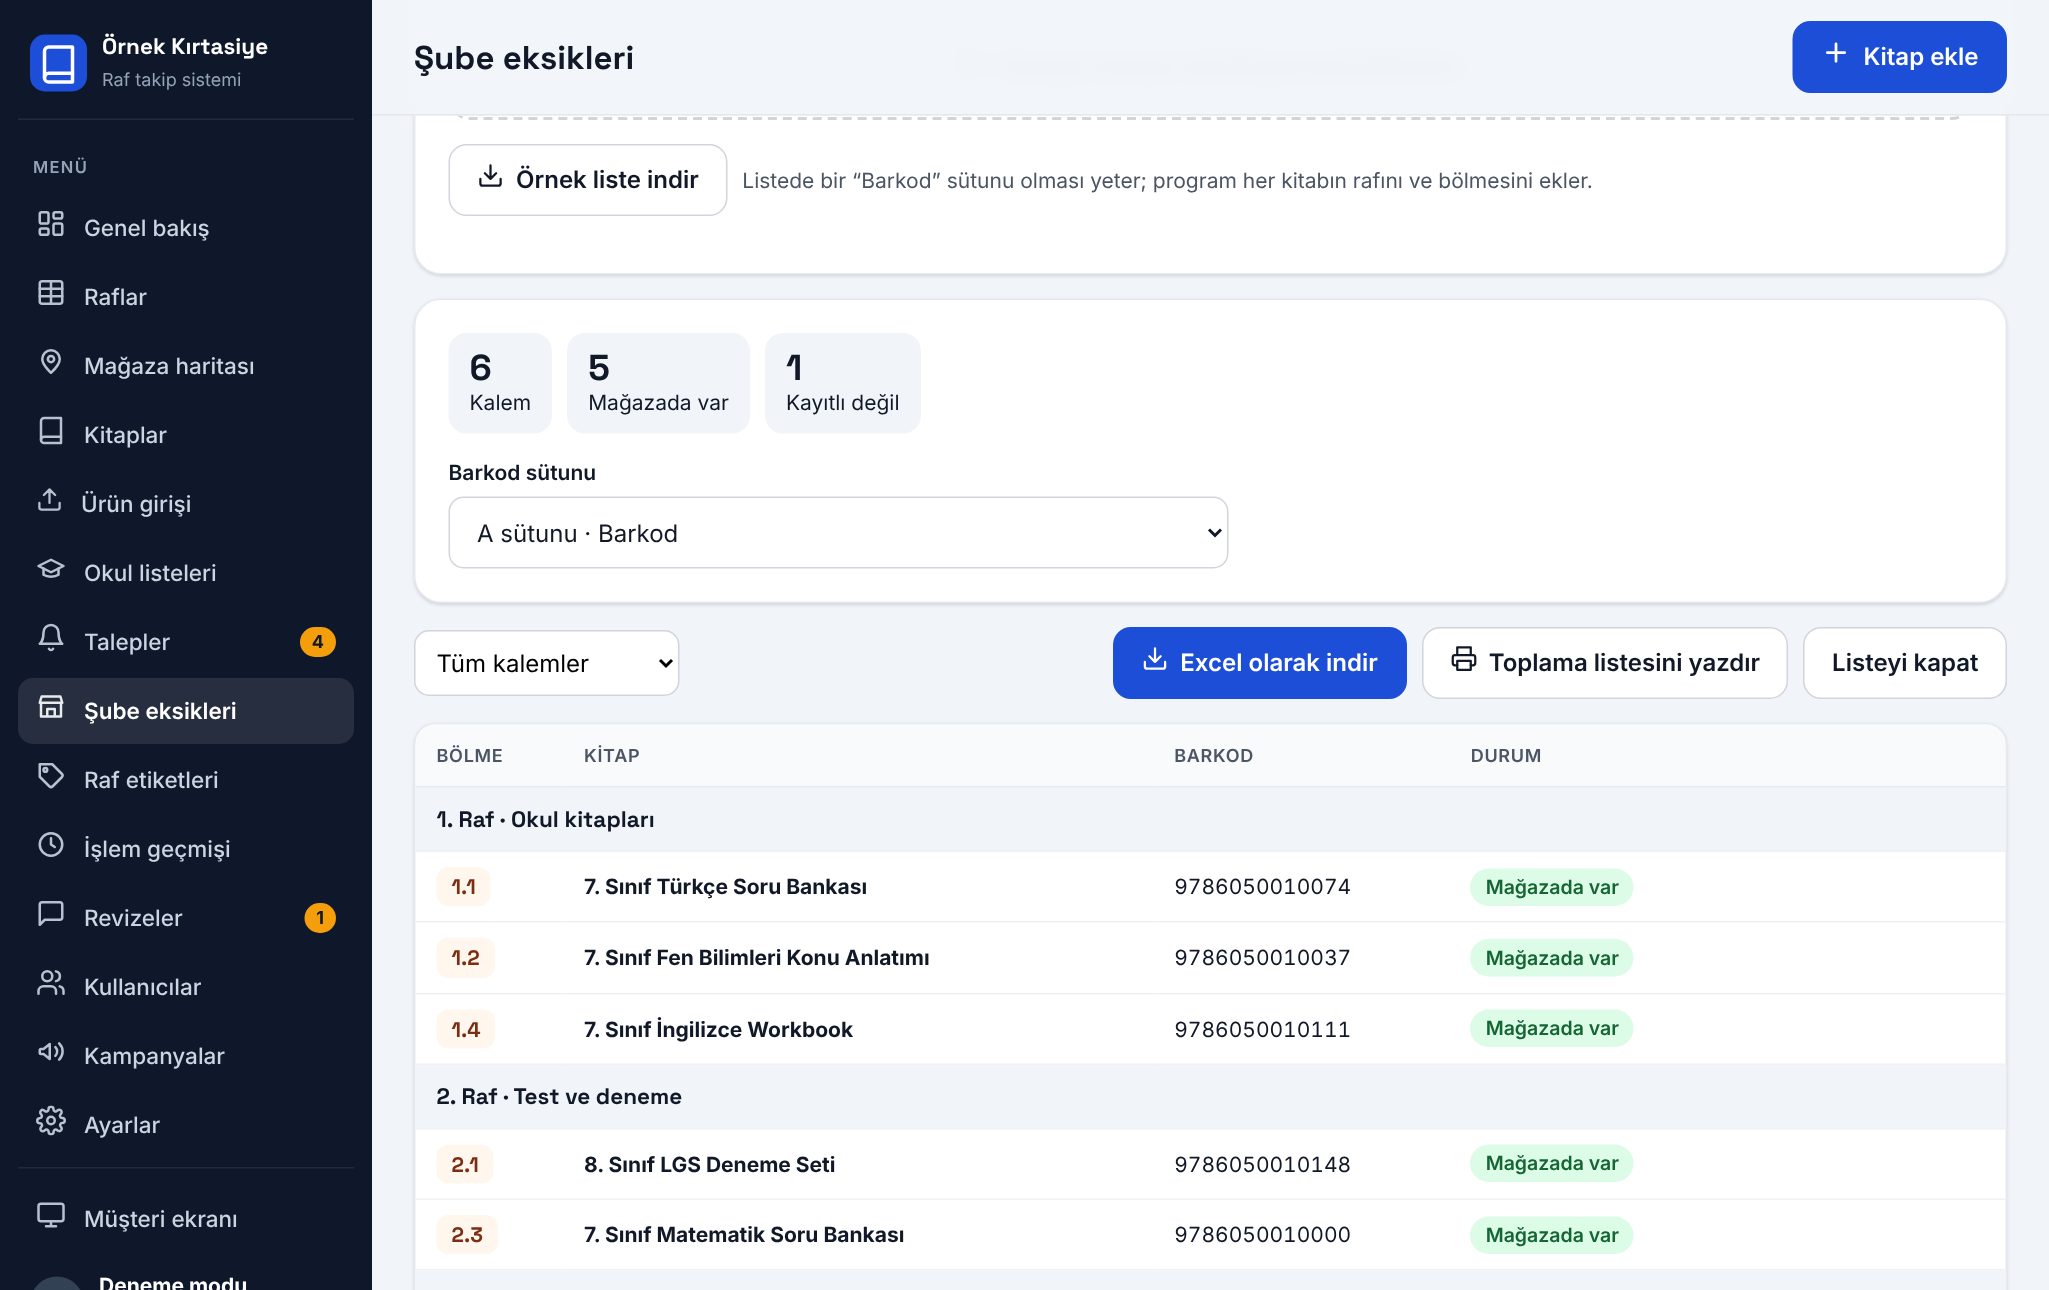 Örnek Kırtasiye
Raf takip sistemi
MENÜ
Genel bakış
Raflar
Mağaza haritası
Kitaplar
Ürün girişi
Okul listeleri
Talepler 4
Şube eksikleri
Raf etiketleri
İşlem geçmişi
Revizeler 1
Kullanıcılar
Kampanyalar
Ayarlar
Müşteri ekranı
Deneme modu
Şube eksikleri
Kitap ekle
Örnek liste indir
Listede bir “Barkod” sütunu olması yeter; program her kitabın rafını ve bölmesini ekler.
6 5 1
Kalem Mağazada var Kayıtlı değil
Barkod sütunu
A sütunu · Barkod
Tüm kalemler Excel olarak indir Toplama listesini yazdır Listeyi kapat
BÖLME KİTAP BARKOD DURUM
1. Raf · Okul kitapları
1.1 7. Sınıf Türkçe Soru Bankası 9786050010074 Mağazada var
1.2 7. Sınıf Fen Bilimleri Konu Anlatımı 9786050010037 Mağazada var
1.4 7. Sınıf İngilizce Workbook 9786050010111 Mağazada var
2. Raf · Test ve deneme
2.1 8. Sınıf LGS Deneme Seti 9786050010148 Mağazada var
2.3 7. Sınıf Matematik Soru Bankası 9786050010000 Mağazada var